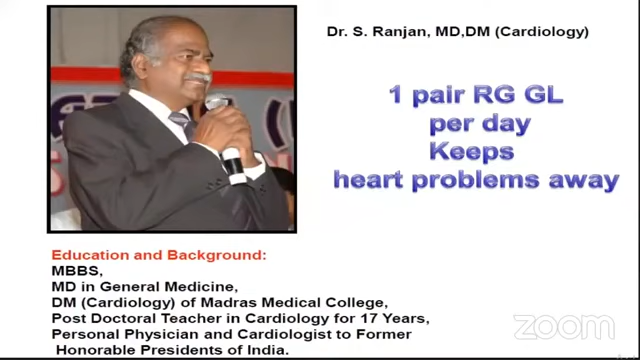 Dr. S. Ranjan, MD,DM (Cardiology)
1 pair RG GL
per day
Keeps
heart problems away
Education and Background:
MBBS,
MD in General Medicine,
DM (Cardiology) of Madras Medical College,
Post Doctoral Teacher in Cardiology for 17 Years,
Personal Physician and Cardiologist to Former
Honorable Presidents of India.
zoom